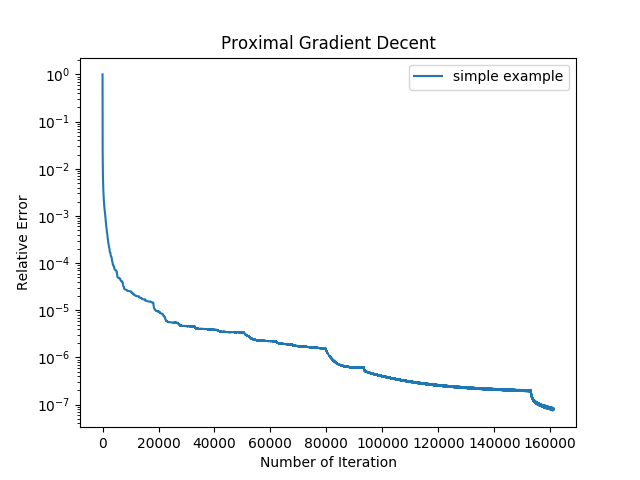 Proximal Gradient Decent
simple example
Relative Error
10⁰
10⁻¹
10⁻²
10⁻³
10⁻⁴
10⁻⁵
10⁻⁶
10⁻⁷
0 20000 40000 60000 80000 100000 120000 140000 160000
Number of Iteration